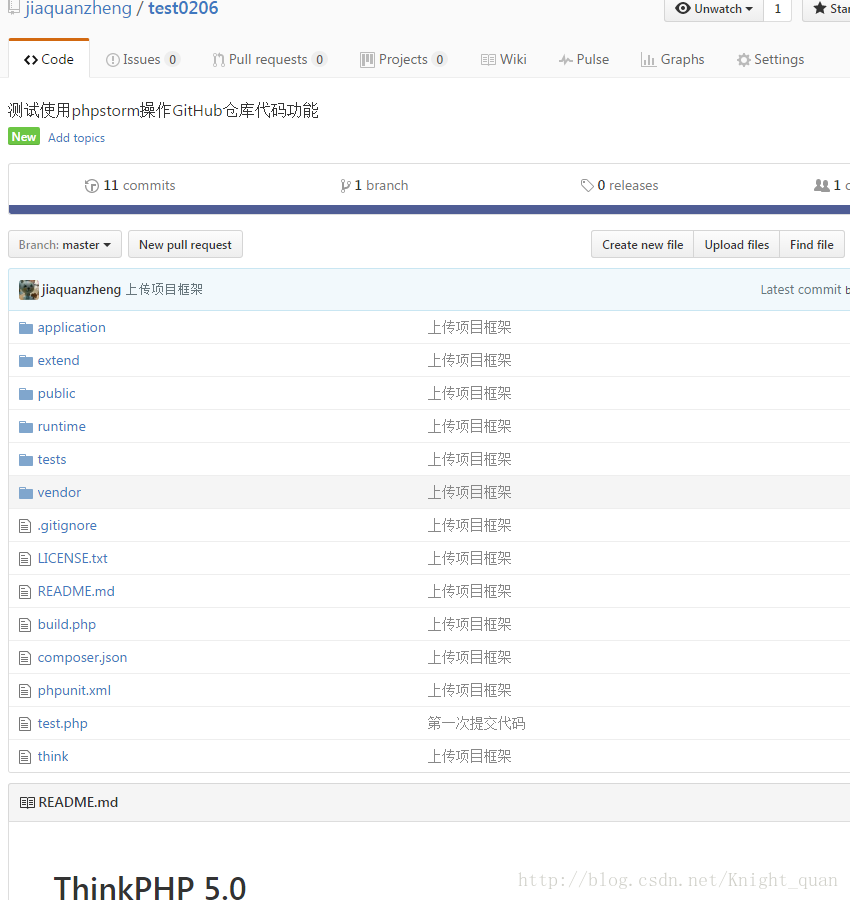 jiaquanzheng / test0206
Unwatch 1 Star
Code Issues 0 Pull requests 0 Projects 0 Wiki Pulse Graphs Settings
测试使用phpstorm操作GitHub仓库代码功能
New Add topics
11 commits 1 branch 0 releases 1
Branch: master New pull request Create new file Upload files Find file
jiaquanzheng 上传项目框架 Latest commit
application 上传项目框架
extend 上传项目框架
public 上传项目框架
runtime 上传项目框架
tests 上传项目框架
vendor 上传项目框架
.gitignore 上传项目框架
LICENSE.txt 上传项目框架
README.md 上传项目框架
build.php 上传项目框架
composer.json 上传项目框架
phpunit.xml 上传项目框架
test.php 第一次提交代码
think 上传项目框架
README.md
ThinkPHP 5.0
http://blog.csdn.net/Knight_quan